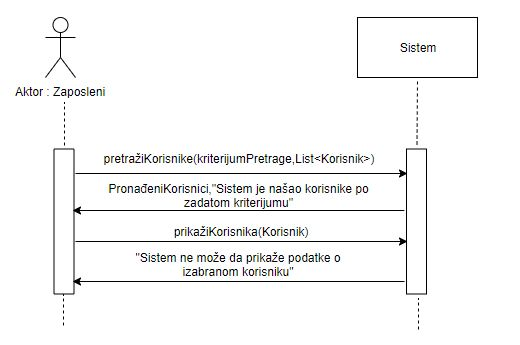 Sistem
Aktor : Zaposleni
pretražiKorisnike(kriterijumPretrage,List<Korisnik>)
PronađeniKorisnici,"Sistem je našao korisnike po
zadatom kriterijumu"
prikažiKorisnika(Korisnik)
"Sistem ne može da prikaže podatke o
izabranom korisniku"